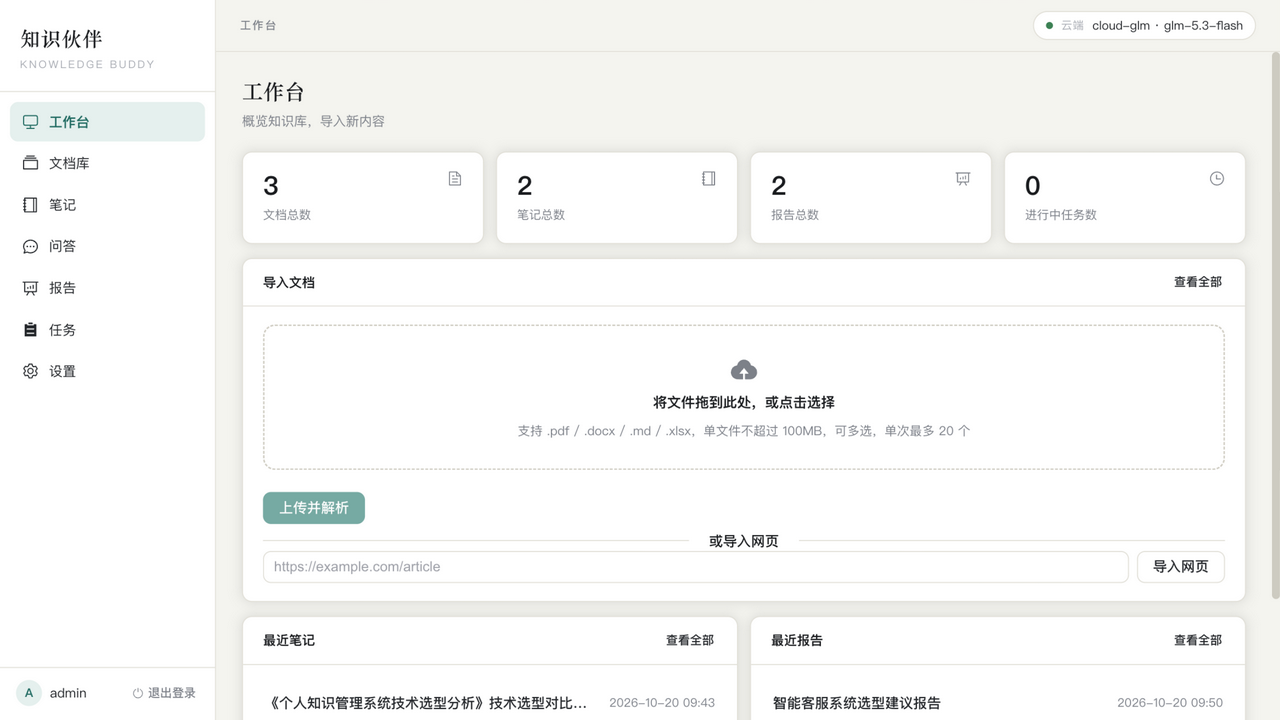 知识伙伴
KNOWLEDGE BUDDY
工作台
文档库
笔记
问答
报告
任务
设置
A admin 退出登录
工作台
云端 cloud-glm · glm-5.3-flash
工作台
概览知识库，导入新内容
3
文档总数
2
笔记总数
2
报告总数
0
进行中任务数
导入文档 查看全部
将文件拖到此处，或点击选择
支持 .pdf / .docx / .md / .xlsx，单文件不超过 100MB，可多选，单次最多 20 个
上传并解析
或导入网页
https://example.com/article 导入网页
最近笔记 查看全部
《个人知识管理系统技术选型分析》技术选型对比... 2026-10-20 09:43
最近报告 查看全部
智能客服系统选型建议报告 2026-10-20 09:50